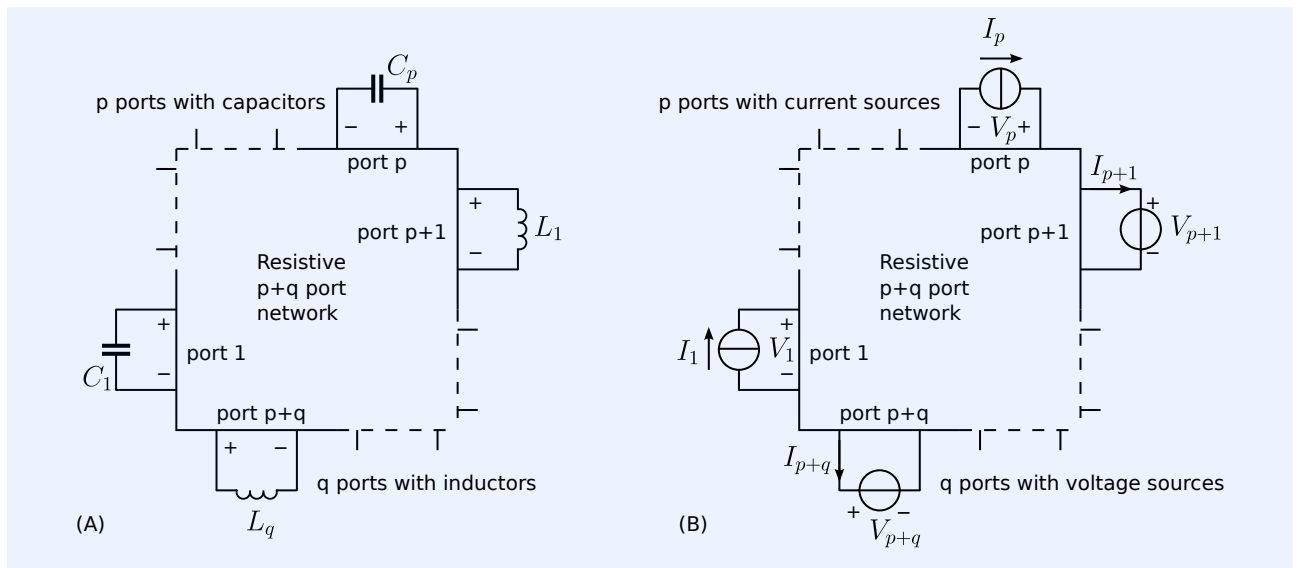 C_p
p ports with capacitors
− +
port p
+
port p+1
L_1
−
Resistive
p+q port
network
+
port 1
−
C_1
port p+q
+ −
q ports with inductors
L_q
(A)
I_p
p ports with current sources
− V_p +
port p
I_{p+1}
+
port p+1
V_{p+1}
−
Resistive
p+q port
network
+
I_1
V_1
port 1
−
port p+q
I_{p+q}
q ports with voltage sources
+ −
V_{p+q}
(B)